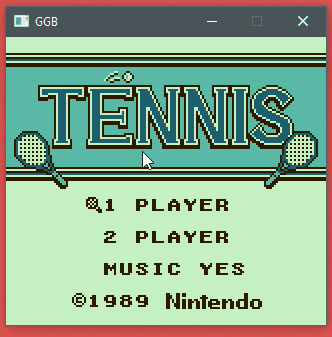 GGB
TENNIS
1 PLAYER
2 PLAYER
MUSIC YES
©1989 Nintendo